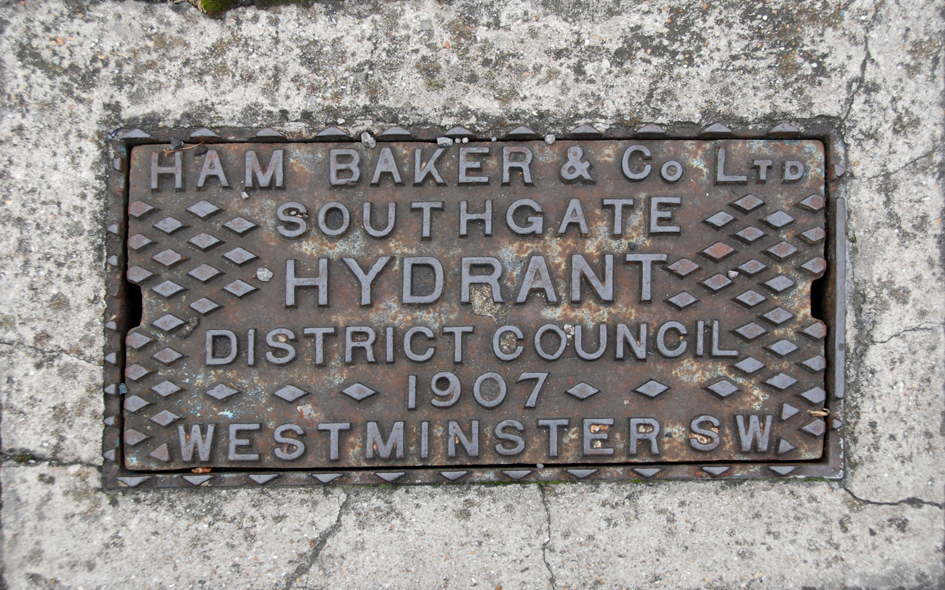 HAM BAKER & CO LTD
SOUTHGATE
HYDRANT
DISTRICT COUNCIL
1907
WESTMINSTER SW